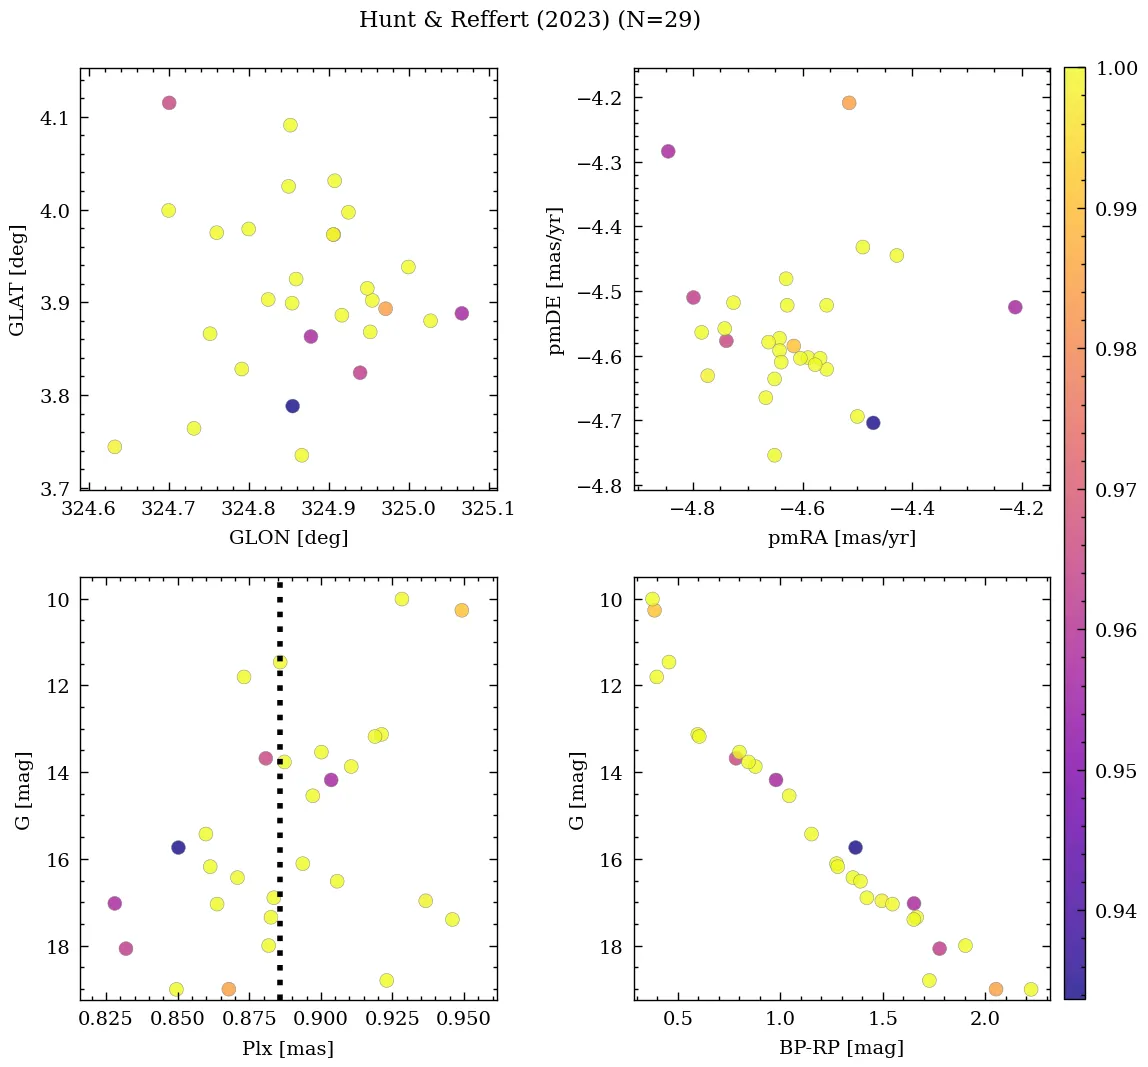 Hunt & Reffert (2023) (N=29)
4.1
4.0
3.9
3.8
3.7
GLAT [deg]
324.6 324.7 324.8 324.9 325.0 325.1
GLON [deg]
−4.2
−4.3
−4.4
−4.5
−4.6
−4.7
−4.8
pmDE [mas/yr]
−4.8 −4.6 −4.4 −4.2
pmRA [mas/yr]
10
12
14
16
18
G [mag]
0.825 0.850 0.875 0.900 0.925 0.950
Plx [mas]
10
12
14
16
18
G [mag]
0.5 1.0 1.5 2.0
BP-RP [mag]
1.00
0.99
0.98
0.97
0.96
0.95
0.94